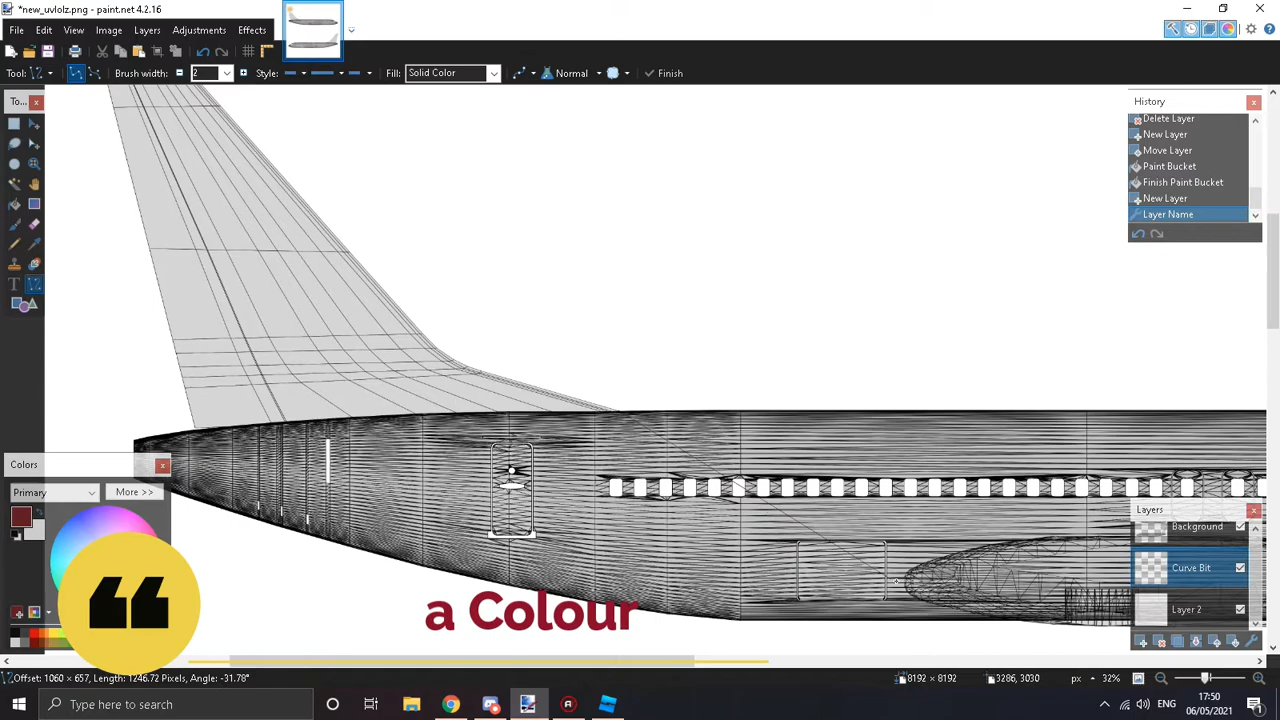 *new_uvlolz.png - paint.net 4.2.16
File Edit View Image Layers Adjustments Effects
Tool: Brush width: 2 Style: Fill: Solid Color Normal Finish
To... 
History
Delete Layer
New Layer
Move Layer
Paint Bucket
Finish Paint Bucket
New Layer
Layer Name
Colors
Primary More >>
Layers
Background
Curve Bit
Layer 2
a Colour
Offset: 1060 x 657, Length: 1246.72 Pixels, Angle: -31.78° 8192 × 8192 3286, 3030 px 32%
Type here to search
ENG
17:50
06/05/2021